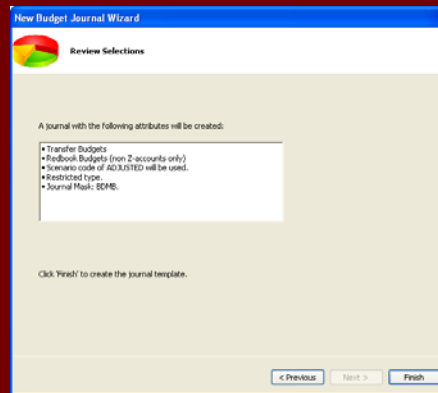 New Budget Journal Wizard
Review Selections
A journal with the following attributes will be created:
• Transfer Budgets
• Redbook Budgets (non Z-accounts only)
• Scenario code of ADJUSTED will be used.
• Restricted type.
• Journal Mask: BDMB.
Click 'Finish' to create the journal template.
< Previous Next > Finish